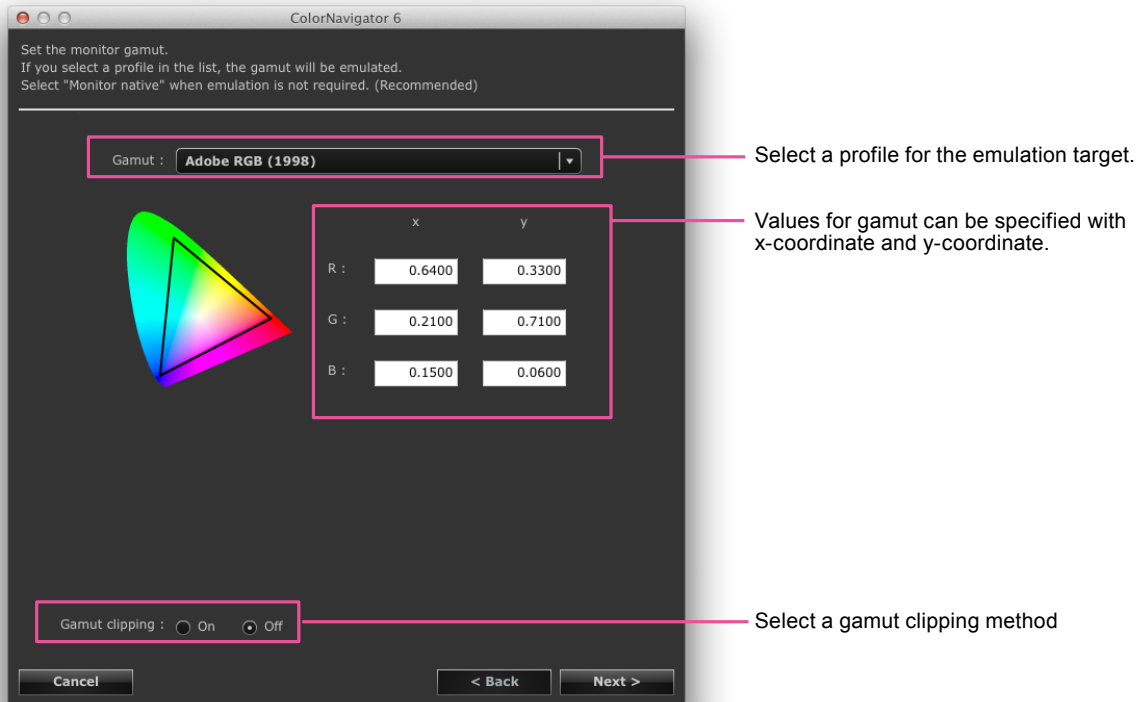 ColorNavigator 6
Set the monitor gamut.
If you select a profile in the list, the gamut will be emulated.
Select "Monitor native" when emulation is not required. (Recommended)
Gamut : Adobe RGB (1998)
Select a profile for the emulation target.
x y
Values for gamut can be specified with
x-coordinate and y-coordinate.
R : 0.6400 0.3300
G : 0.2100 0.7100
B : 0.1500 0.0600
Gamut clipping : On Off
Select a gamut clipping method
Cancel < Back Next >